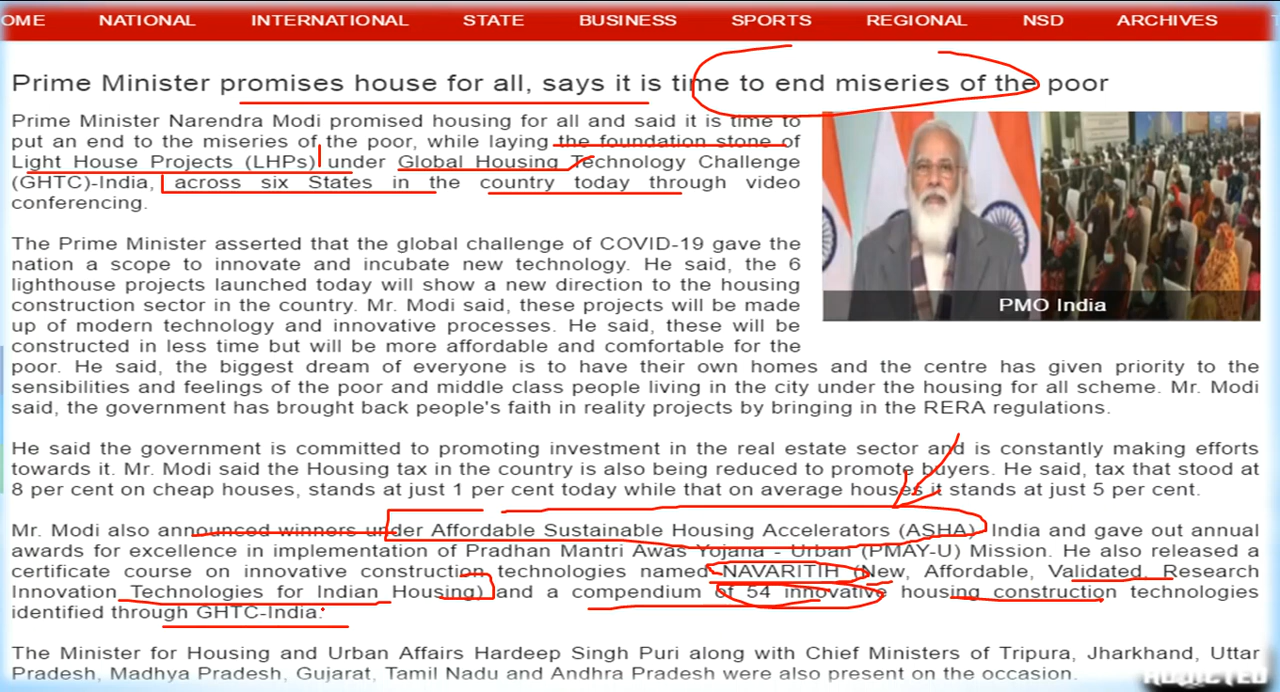 OME NATIONAL INTERNATIONAL STATE BUSINESS SPORTS REGIONAL NSD ARCHIVES
Prime Minister promises house for all, says it is time to end miseries of the poor
Prime Minister Narendra Modi promised housing for all and said it is time to
put an end to the miseries of the poor, while laying the foundation stone of
Light House Projects (LHPs) under Global Housing Technology Challenge
(GHTC)-India, across six States in the country today through video
conferencing.
PMO India
The Prime Minister asserted that the global challenge of COVID-19 gave the
nation a scope to innovate and incubate new technology. He said, the 6
lighthouse projects launched today will show a new direction to the housing
construction sector in the country. Mr. Modi said, these projects will be made
up of modern technology and innovative processes. He said, these will be
constructed in less time but will be more affordable and comfortable for the
poor. He said, the biggest dream of everyone is to have their own homes and the centre has given priority to the
sensibilities and feelings of the poor and middle class people living in the city under the housing for all scheme. Mr. Modi
said, the government has brought back people's faith in reality projects by bringing in the RERA regulations.
He said the government is committed to promoting investment in the real estate sector and is constantly making efforts
towards it. Mr. Modi said the Housing tax in the country is also being reduced to promote buyers. He said, tax that stood at
8 per cent on cheap houses, stands at just 1 per cent today while that on average houses it stands at just 5 per cent.
Mr. Modi also announced winners under Affordable Sustainable Housing Accelerators (ASHA) India and gave out annual
awards for excellence in implementation of Pradhan Mantri Awas Yojana - Urban (PMAY-U) Mission. He also released a
certificate course on innovative construction technologies named NAVARITIH (New, Affordable, Validated, Research
Innovation Technologies for Indian Housing) and a compendium of 54 innovative housing construction technologies
identified through GHTC-India.
The Minister for Housing and Urban Affairs Hardeep Singh Puri along with Chief Ministers of Tripura, Jharkhand, Uttar
Pradesh, Madhya Pradesh, Gujarat, Tamil Nadu and Andhra Pradesh were also present on the occasion.
ADDICTED